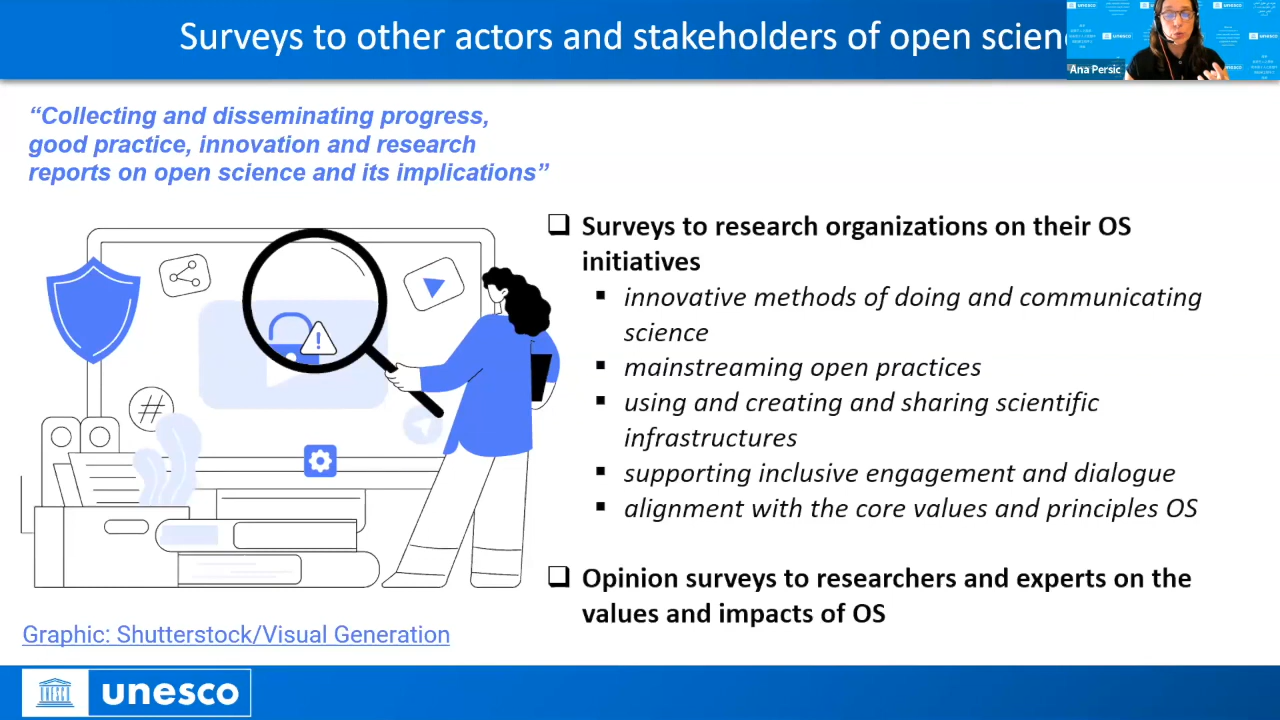 Surveys to other actors and stakeholders of open scien
unesco
unesco
Ana Persic
“Collecting and disseminating progress,
good practice, innovation and research
reports on open science and its implications”
❑ Surveys to research organizations on their OS
initiatives
▪ innovative methods of doing and communicating
science
▪ mainstreaming open practices
▪ using and creating and sharing scientific
infrastructures
▪ supporting inclusive engagement and dialogue
▪ alignment with the core values and principles OS
❑ Opinion surveys to researchers and experts on the
values and impacts of OS
#
!
Graphic: Shutterstock/Visual Generation
unesco